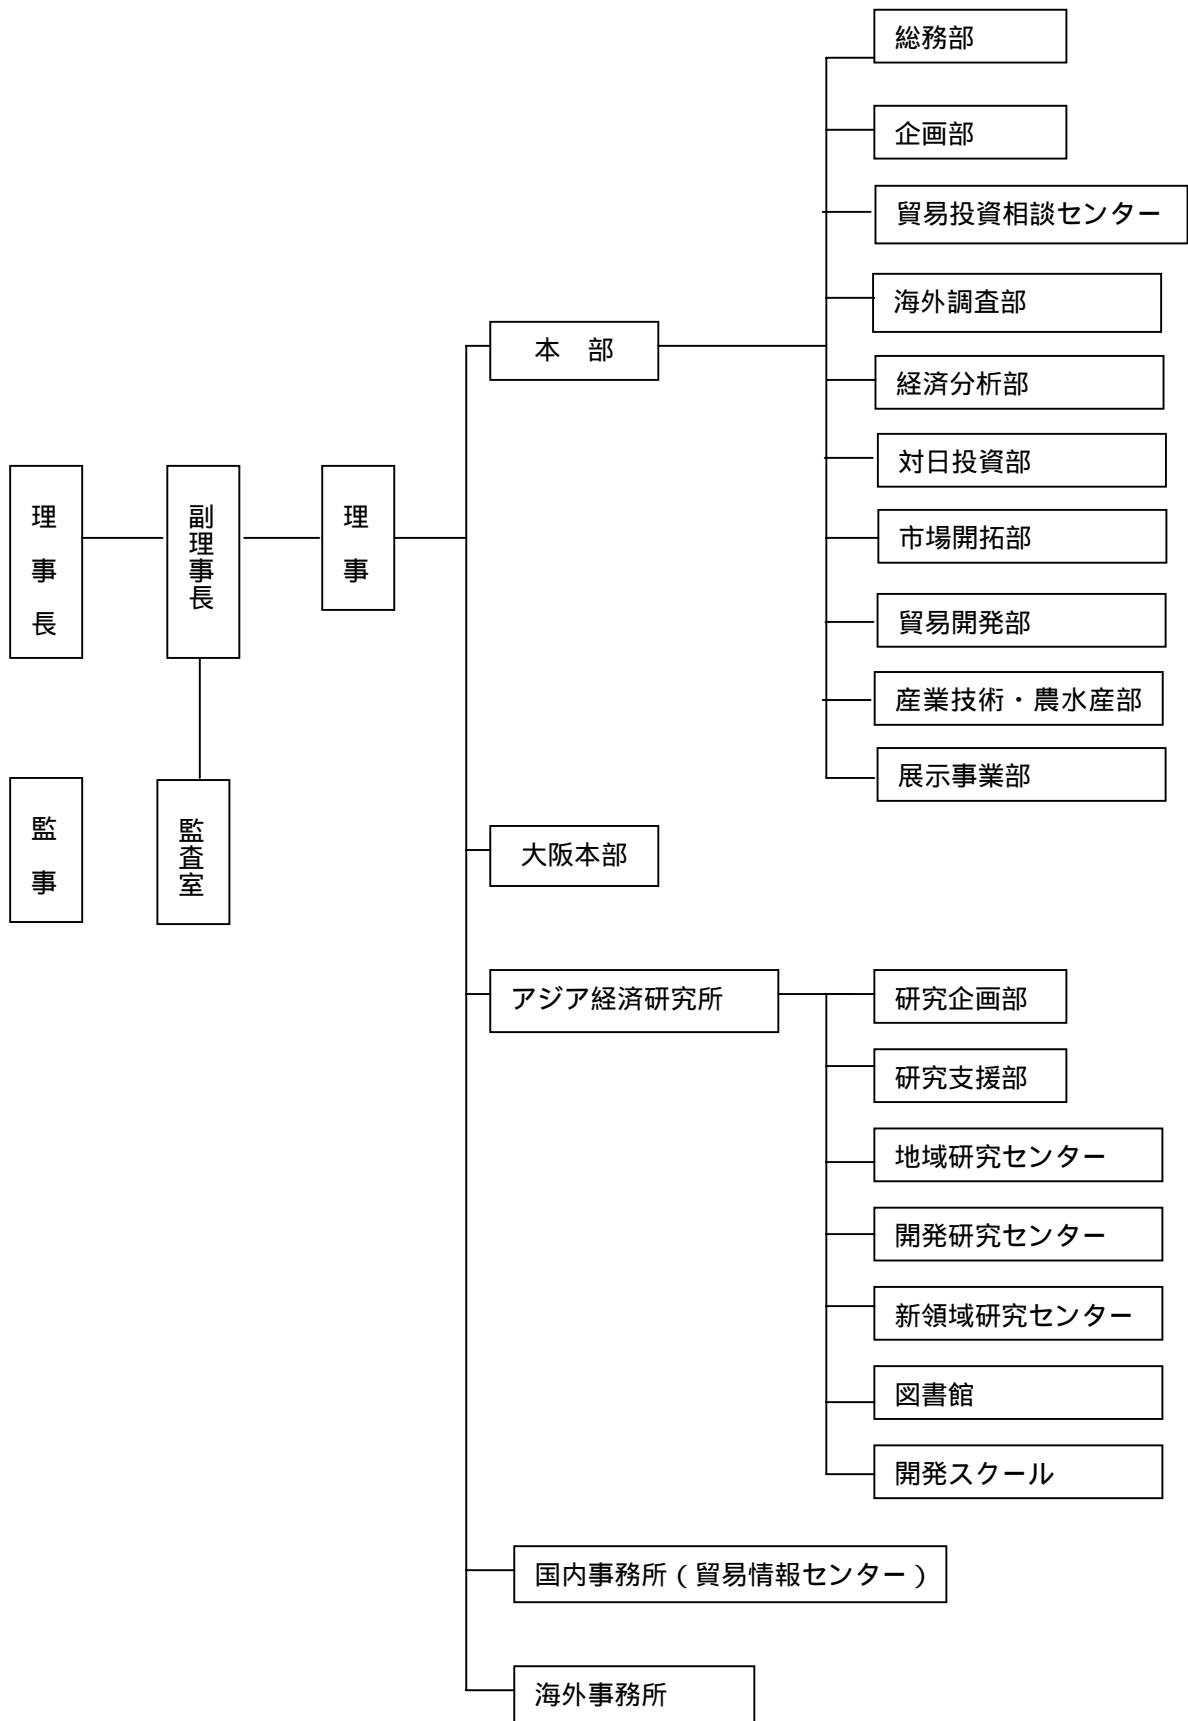 理事長
副理事長
理事
監事
監査室
本　部
総務部
企画部
貿易投資相談センター
海外調査部
経済分析部
対日投資部
市場開拓部
貿易開発部
産業技術・農水産部
展示事業部
大阪本部
アジア経済研究所
研究企画部
研究支援部
地域研究センター
開発研究センター
新領域研究センター
図書館
開発スクール
国内事務所（貿易情報センター）
海外事務所